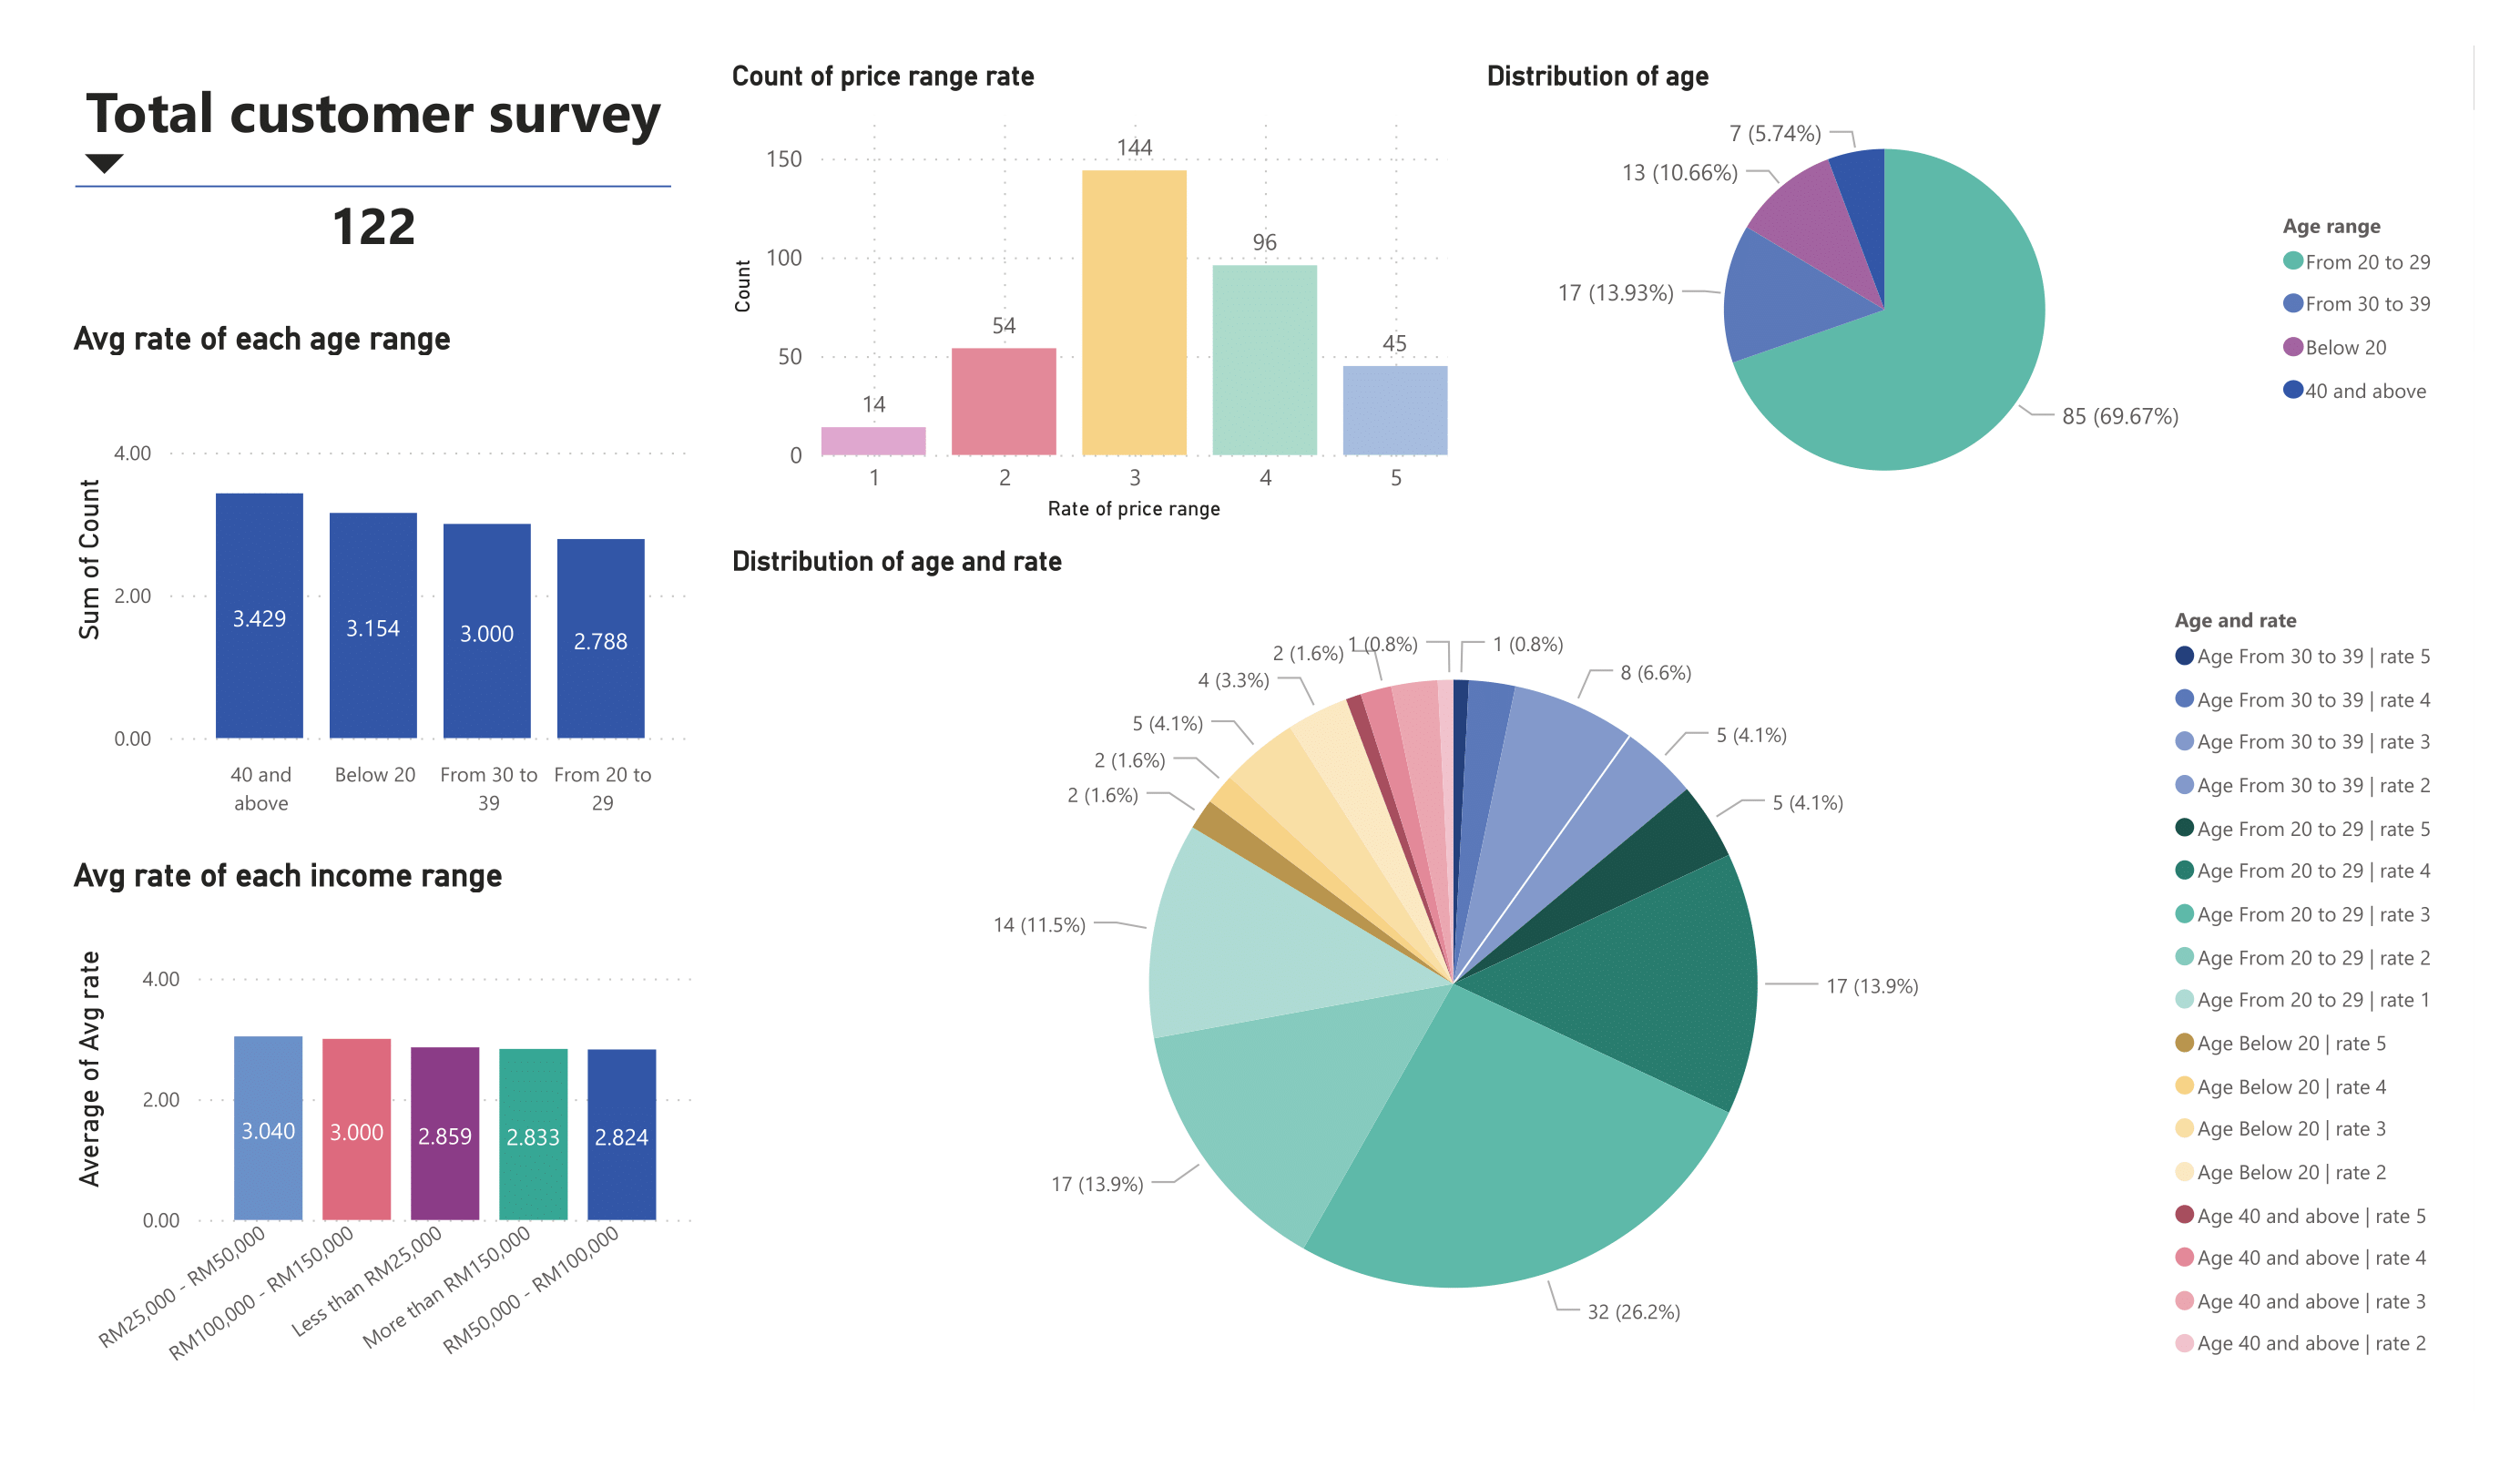 Total customer survey
122
Avg rate of each age range
Sum of Count
4.00
2.00
0.00
3.429
3.154
3.000
2.788
40 and above
Below 20
From 30 to 39
From 20 to 29
Avg rate of each income range
Average of Avg rate
4.00
2.00
0.00
3.040
3.000
2.859
2.833
2.824
RM25,000 - RM50,000
RM100,000 - RM150,000
Less than RM25,000
More than RM150,000
RM50,000 - RM100,000
Count of price range rate
Count
150
100
50
0
14
54
144
96
45
1
2
3
4
5
Rate of price range
Distribution of age
7 (5.74%)
13 (10.66%)
17 (13.93%)
85 (69.67%)
Age range
From 20 to 29
From 30 to 39
Below 20
40 and above
Distribution of age and rate
1 (0.8%)
8 (6.6%)
5 (4.1%)
5 (4.1%)
17 (13.9%)
32 (26.2%)
17 (13.9%)
14 (11.5%)
2 (1.6%)
2 (1.6%)
5 (4.1%)
4 (3.3%)
2 (1.6%)
1 (0.8%)
Age and rate
Age From 30 to 39 | rate 5
Age From 30 to 39 | rate 4
Age From 30 to 39 | rate 3
Age From 30 to 39 | rate 2
Age From 20 to 29 | rate 5
Age From 20 to 29 | rate 4
Age From 20 to 29 | rate 3
Age From 20 to 29 | rate 2
Age From 20 to 29 | rate 1
Age Below 20 | rate 5
Age Below 20 | rate 4
Age Below 20 | rate 3
Age Below 20 | rate 2
Age 40 and above | rate 5
Age 40 and above | rate 4
Age 40 and above | rate 3
Age 40 and above | rate 2